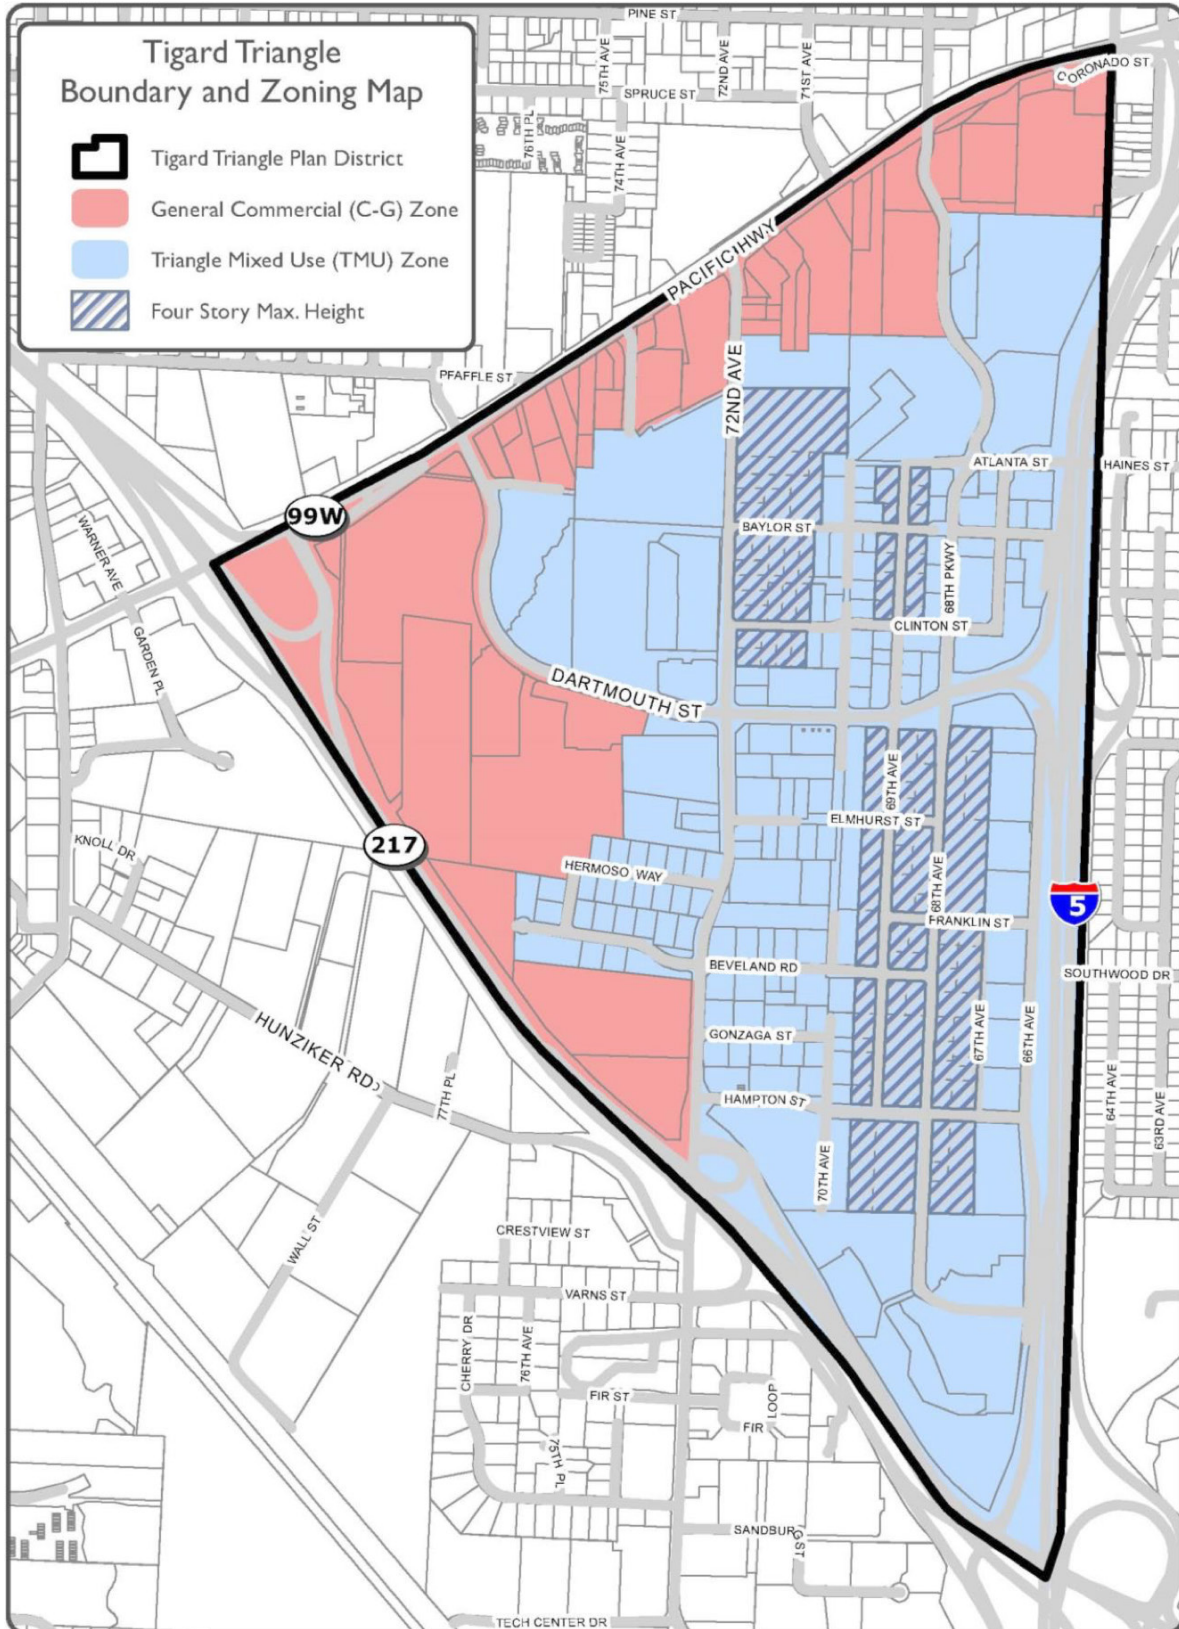 Tigard Triangle
Boundary and Zoning Map
Tigard Triangle Plan District
General Commercial (C-G) Zone
Triangle Mixed Use (TMU) Zone
Four Story Max. Height
PINE ST
75TH AVE
72ND AVE
71ST AVE
SPRUCE ST
CORONADO ST
76TH PL
74TH AVE
PACIFIC HWY
PFAFFLE ST
72ND AVE
ATLANTA ST
HAINES ST
99W
BAYLOR ST
WARNER AVE
68TH PKWY
CLINTON ST
GARDEN PL
DARTMOUTH ST
69TH AVE
ELMHURST ST
217
KNOLL DR
HERMOSO WAY
68TH AVE
5
FRANKLIN ST
BEVELAND RD
SOUTHWOOD DR
HUNZIKER RD
GONZAGA ST
67TH AVE
66TH AVE
77TH PL
HAMPTON ST
64TH AVE
63RD AVE
70TH AVE
WALL ST
CRESTVIEW ST
VARNS ST
CHERRY DR
76TH AVE
FIR ST
FIR LOOP
75TH PL
SANDBURG ST
TECH CENTER DR